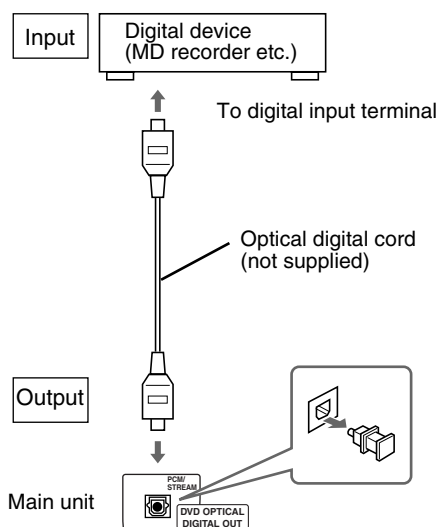 Input
Digital device
(MD recorder etc.)
To digital input terminal
Optical digital cord
(not supplied)
Output
Main unit
PCM/
STREAM
DVD OPTICAL
DIGITAL OUT